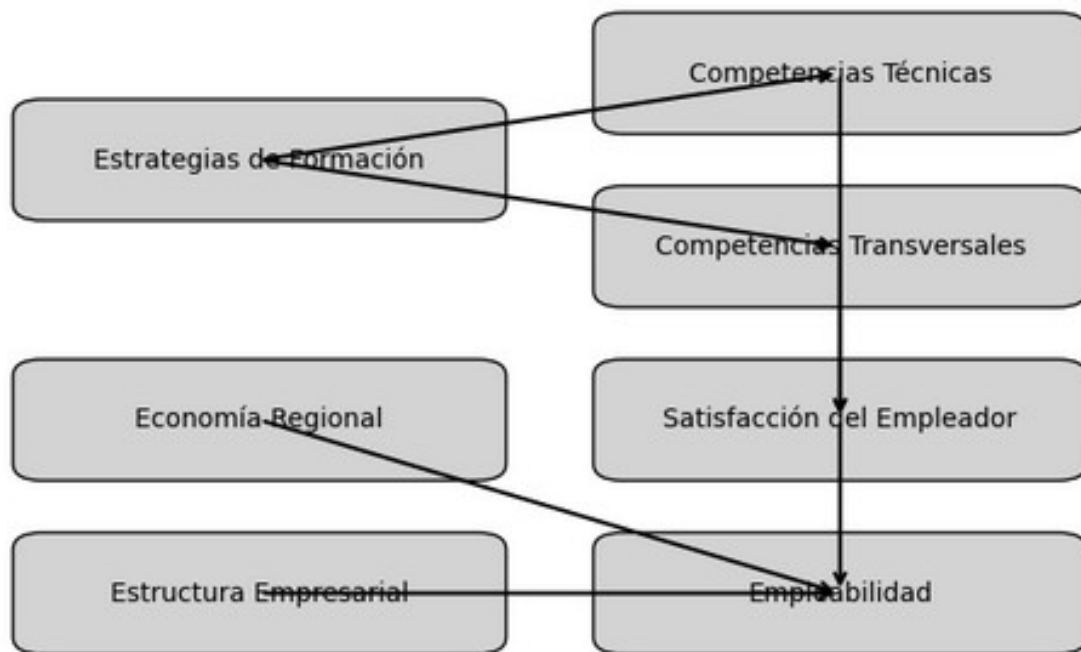 Competencias Técnicas
Estrategias de Formación
Competencias Transversales
Economía Regional
Satisfacción del Empleador
Estructura Empresarial
Empleabilidad